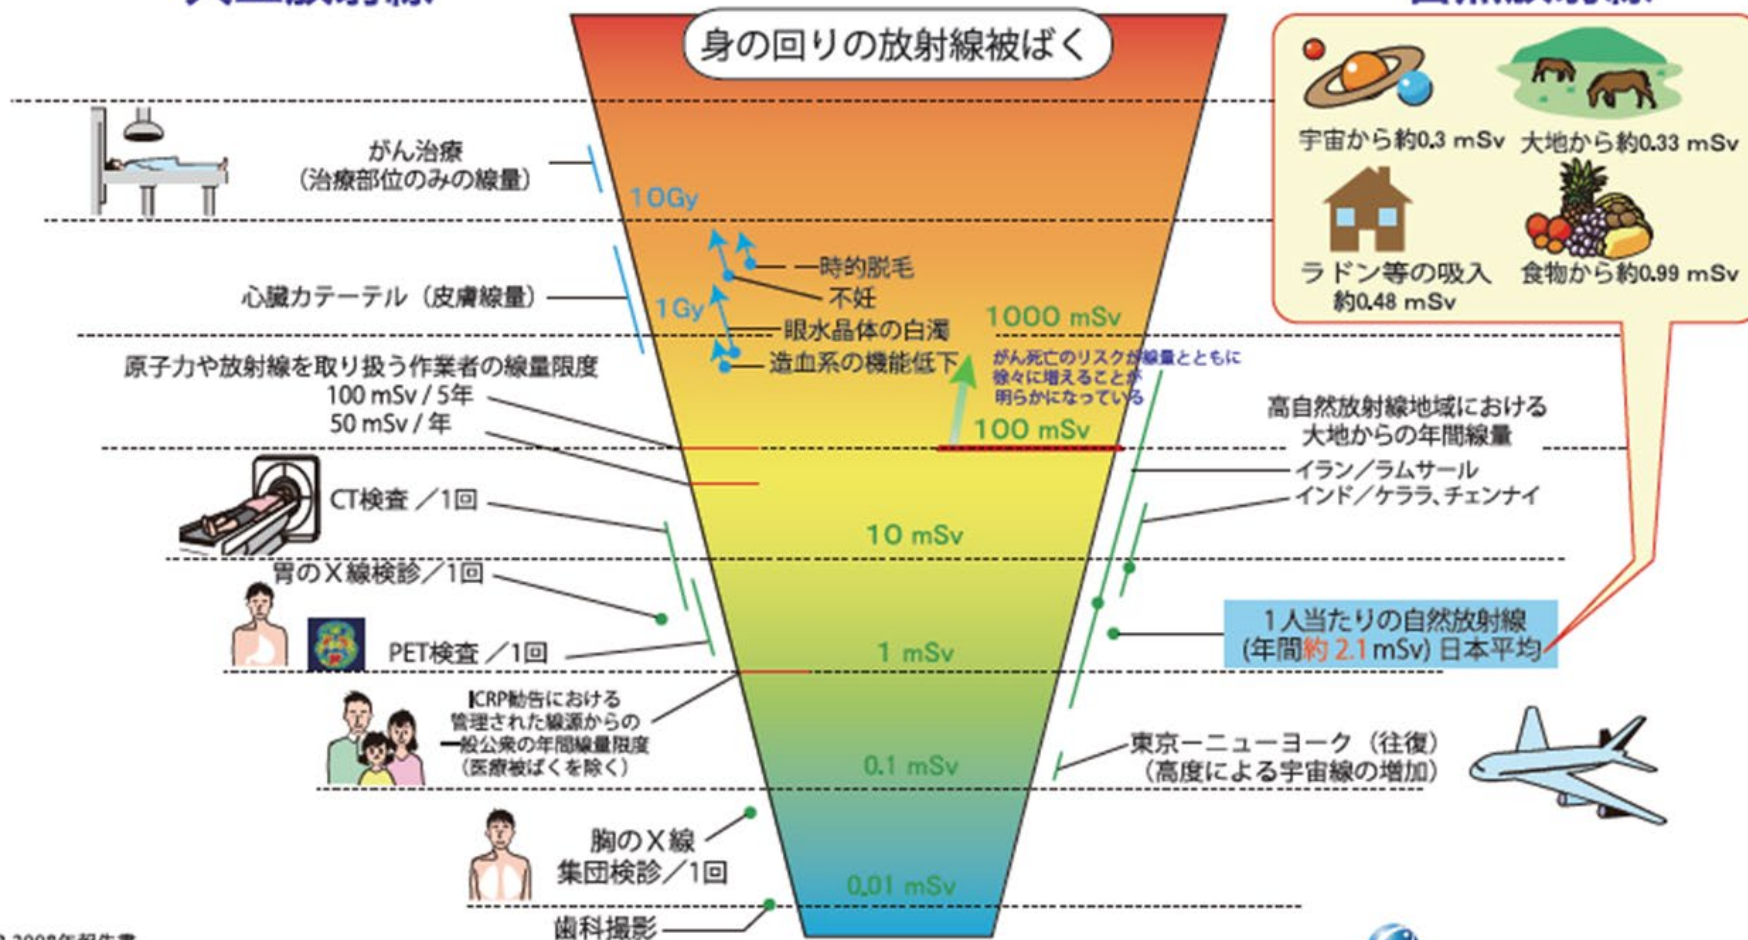 身の回りの放射線被ばく
がん治療
（治療部位のみの線量）
10Gy
心臓カテーテル（皮膚線量）
1Gy
一時的脱毛
不妊
眼水晶体の白濁
造血系の機能低下
1000 mSv
がん死亡のリスクが線量とともに
徐々に増えることが
明らかになっている
100 mSv
原子力や放射線を取り扱う作業者の線量限度
100 mSv / 5年
50 mSv / 年
CT検査 ／1回
10 mSv
胃のX線検診／1回
PET検査 ／1回
1 mSv
ICRP勧告における
管理された線源からの
一般公衆の年間線量限度
（医療被ばくを除く）
0.1 mSv
胸のX線
集団検診／1回
0.01 mSv
歯科撮影
宇宙から約0.3 mSv
大地から約0.33 mSv
ラドン等の吸入
約0.48 mSv
食物から約0.99 mSv
高自然放射線地域における
大地からの年間線量
イラン／ラムサール
インド／ケララ、チェンナイ
1人当たりの自然放射線
(年間約 2.1 mSv) 日本平均
東京ーニューヨーク（往復）
（高度による宇宙線の増加）